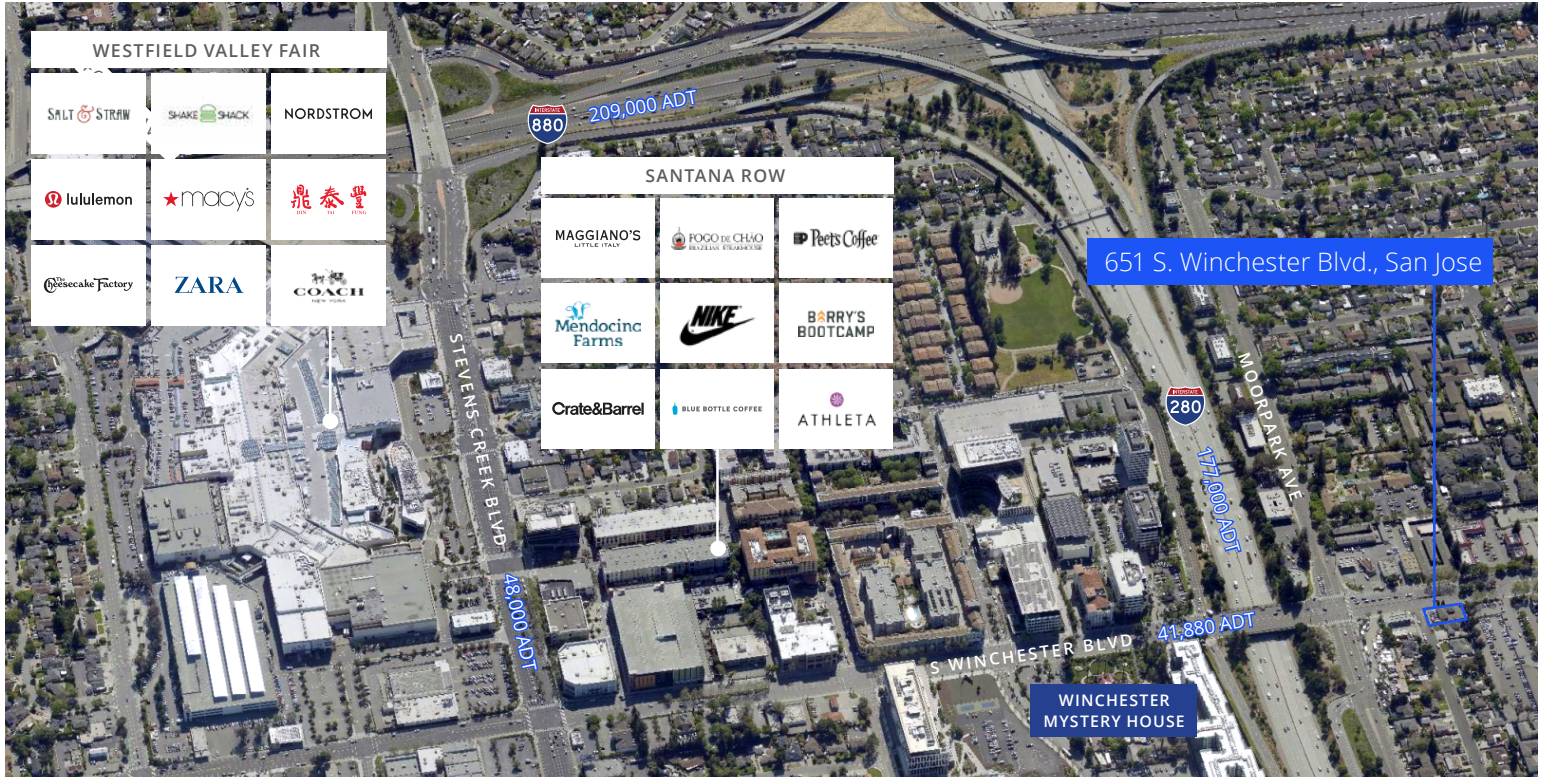 WESTFIELD VALLEY FAIR
SALT & STRAW
SHAKE SHACK
NORDSTROM
lululemon
macy's
鼎泰豐
DIN TAI FUNG
The
Cheesecake Factory
ZARA
COACH
NEW YORK
INTERSTATE
880
209,000 ADT
SANTANA ROW
MAGGIANO'S
LITTLE ITALY
FOGO DE CHÃO
BRAZILIAN STEAKHOUSE
Peet's Coffee
Mendocino
Farms
NIKE
BARRY'S
BOOTCAMP
Crate&Barrel
BLUE BOTTLE COFFEE
ATHLETA
651 S. Winchester Blvd., San Jose
STEVENS CREEK BLVD
48,000 ADT
INTERSTATE
280
177,000 ADT
MOORPARK AVE
S WINCHESTER BLVD
41,880 ADT
WINCHESTER
MYSTERY HOUSE